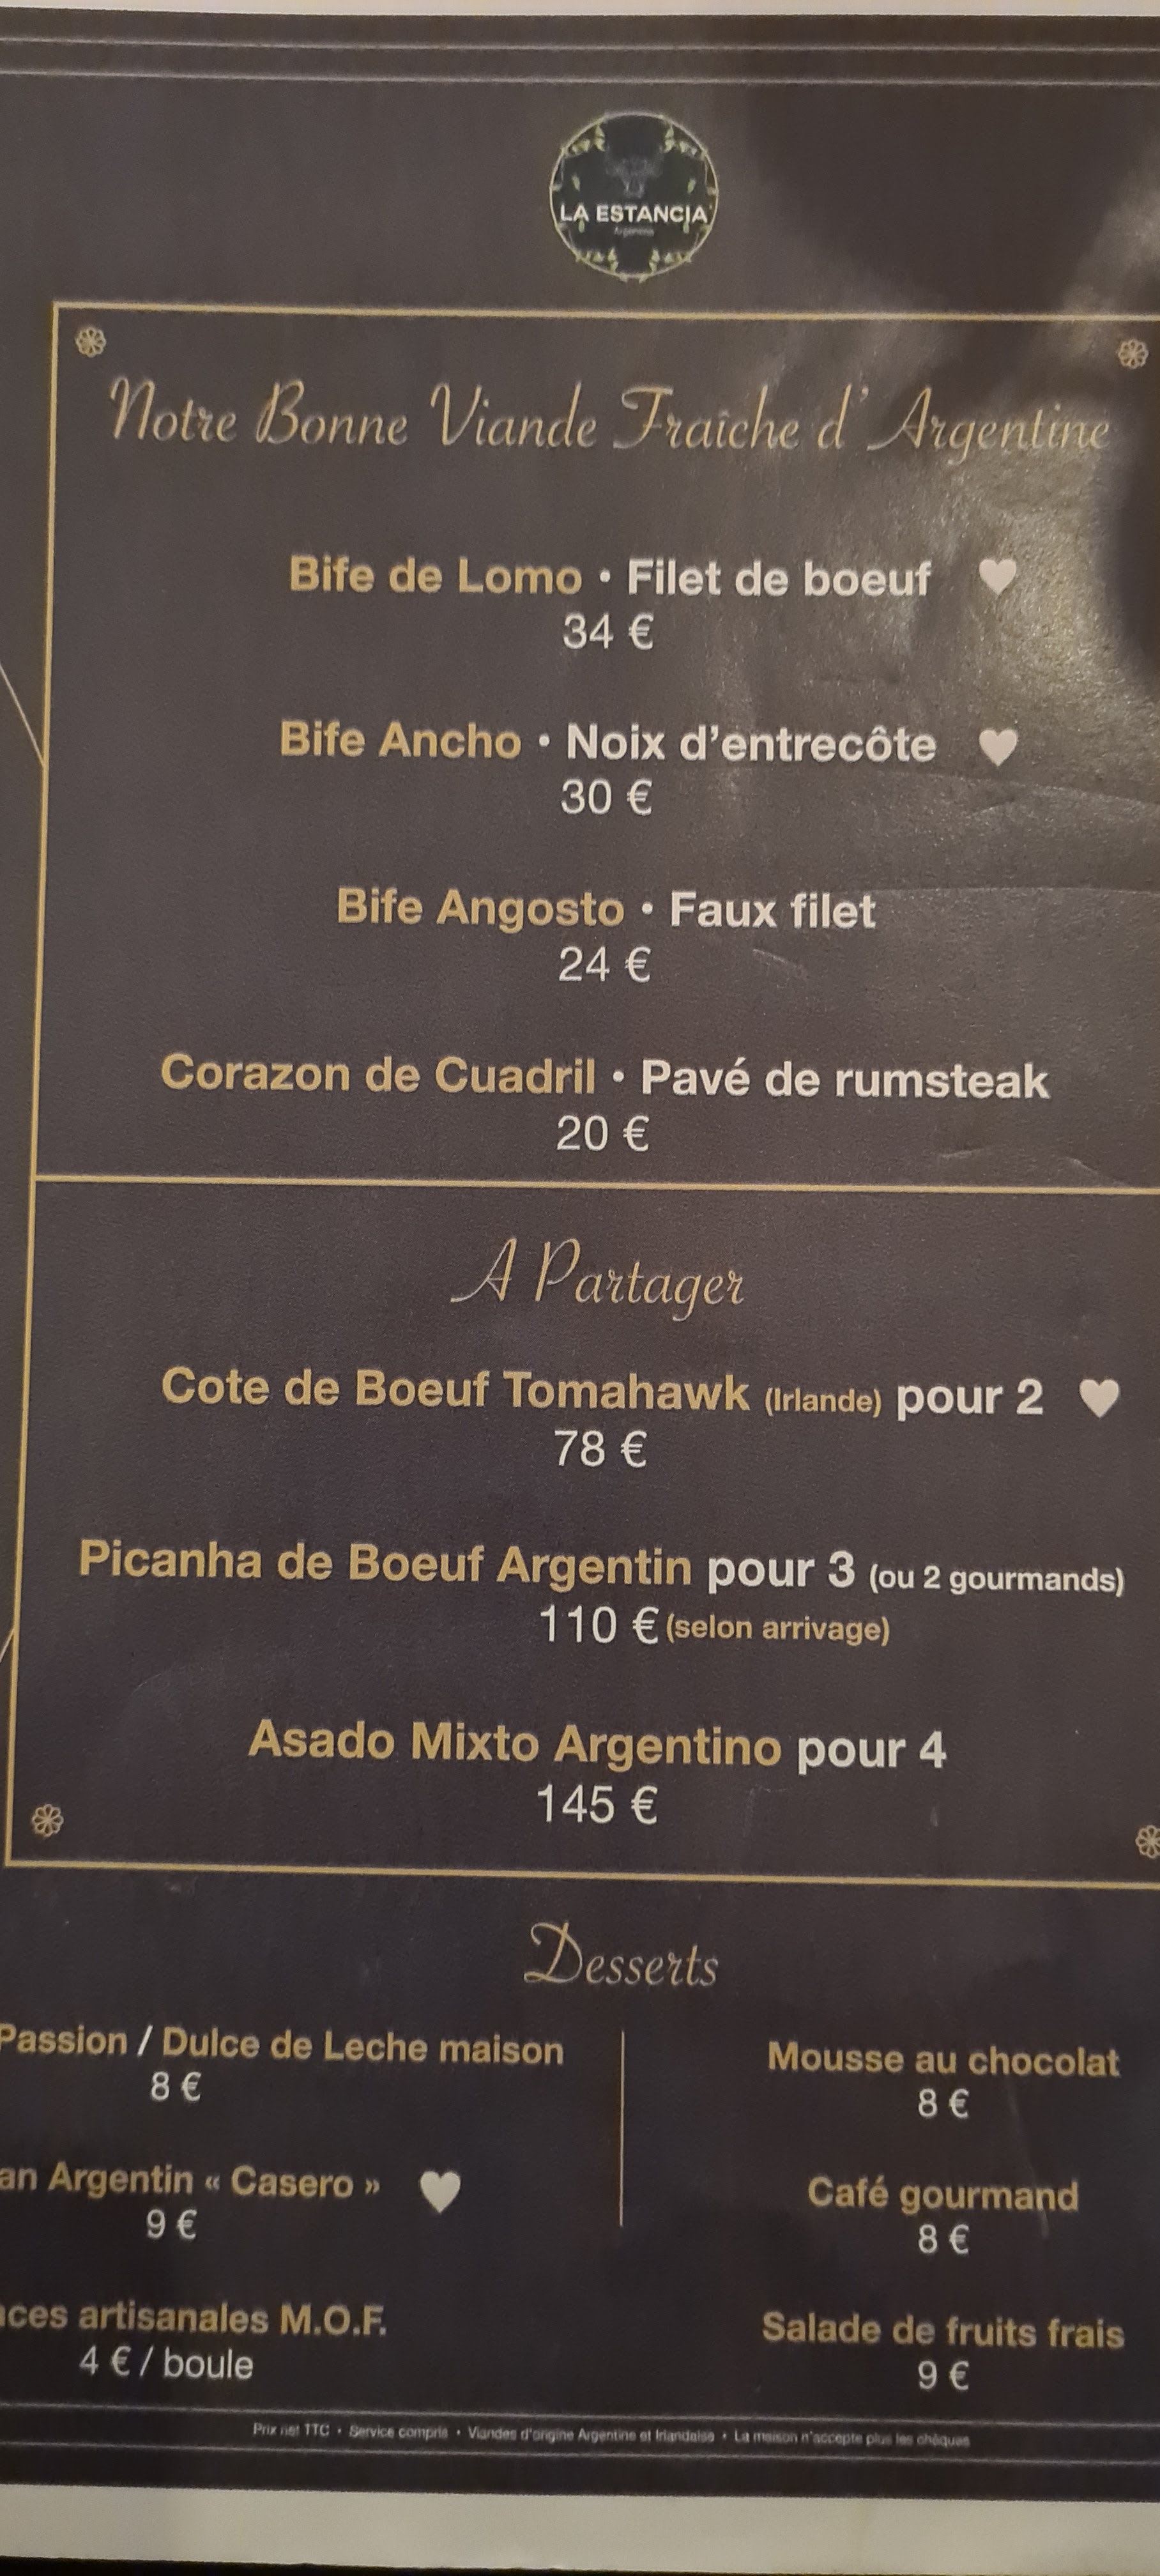 LA ESTANCIA
Argentina
Notre Bonne Viande Fraîche d' Argentine
Bife de Lomo • Filet de boeuf
34 €
Bife Ancho • Noix d'entrecôte
30 €
Bife Angosto • Faux filet
24 €
Corazon de Cuadril • Pavé de rumsteak
20 €
A Partager
Cote de Boeuf Tomahawk (Irlande) pour 2
78 €
Picanha de Boeuf Argentin pour 3 (ou 2 gourmands)
110 € (selon arrivage)
Asado Mixto Argentino pour 4
145 €
Desserts
Passion / Dulce de Leche maison
8 €
an Argentin « Casero »
9 €
ces artisanales M.O.F.
4 € / boule
Mousse au chocolat
8 €
Café gourmand
8 €
Salade de fruits frais
9 €
Prix net TTC • Service compris • Viandes d'origine Argentine et Irlandaise • La maison n'accepte plus les chèques